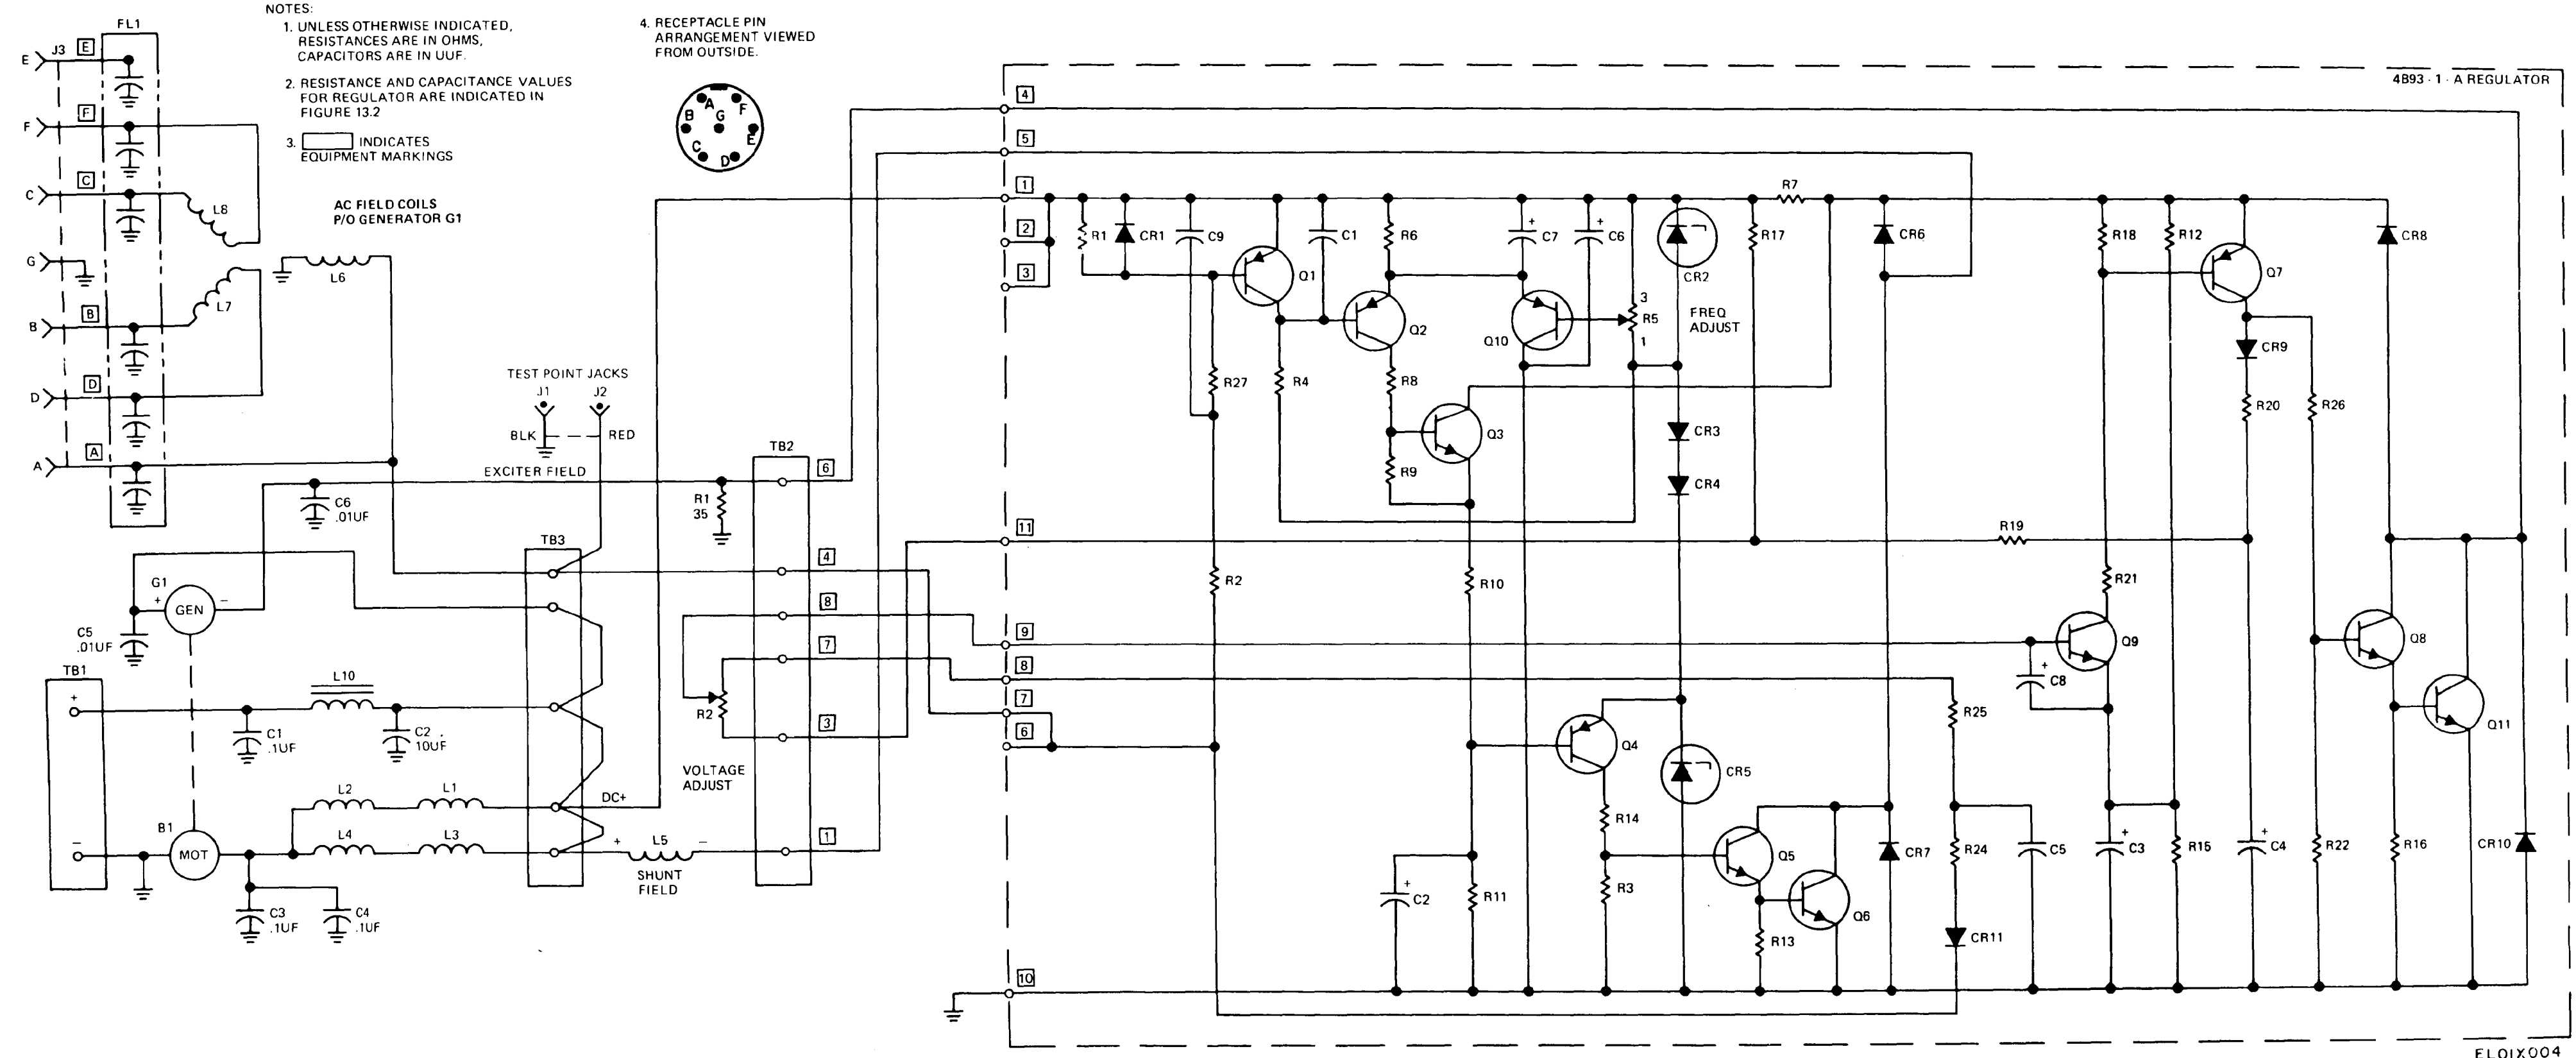 NOTES:
1. UNLESS OTHERWISE INDICATED,
RESISTANCES ARE IN OHMS,
CAPACITORS ARE IN UUF.
2. RESISTANCE AND CAPACITANCE VALUES
FOR REGULATOR ARE INDICATED IN
FIGURE 13.2
3. INDICATES
EQUIPMENT MARKINGS
4. RECEPTACLE PIN
ARRANGEMENT VIEWED
FROM OUTSIDE.
A
F
B
G
E
C
D
FL1
J3
E
E
F
F
C
C
G
B
B
D
D
A
A
L8
L7
L6
AC FIELD COILS
P/O GENERATOR G1
TEST POINT JACKS
J1
J2
BLK
RED
EXCITER FIELD
C6
.01UF
R1
35
TB2
6
4
8
7
3
1
TB3
G1
+
GEN
−
C5
.01UF
TB1
+
−
L10
C1
.1UF
C2
10UF
R2
VOLTAGE
ADJUST
DC+
L2
L1
L4
L3
B1
MOT
C3
.1UF
C4
.1UF
+
L5
−
SHUNT
FIELD
4B93-1-A REGULATOR
4
5
1
2
3
11
9
8
7
6
10
R1
CR1
C9
Q1
C1
R6
+
C7
+
C6
3
R5
1
CR2
FREQ
ADJUST
R17
R7
CR6
R18
R12
Q7
CR8
Q2
Q10
R27
R4
R8
Q3
R9
CR3
CR4
CR9
R20
R26
R19
R2
R10
R21
Q9
+
C8
Q8
Q11
R25
Q4
CR5
R14
R3
Q5
Q6
R13
CR7
R24
CR11
C5
+
C3
R15
+
C4
R22
R16
CR10
+
C2
R11
ELOIX004